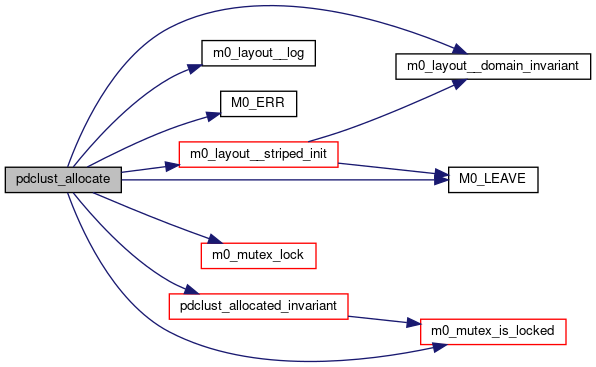 m0_layout__log
m0_layout__domain_invariant
M0_ERR
m0_layout__striped_init
pdclust_allocate
M0_LEAVE
m0_mutex_lock
pdclust_allocated_invariant
m0_mutex_is_locked